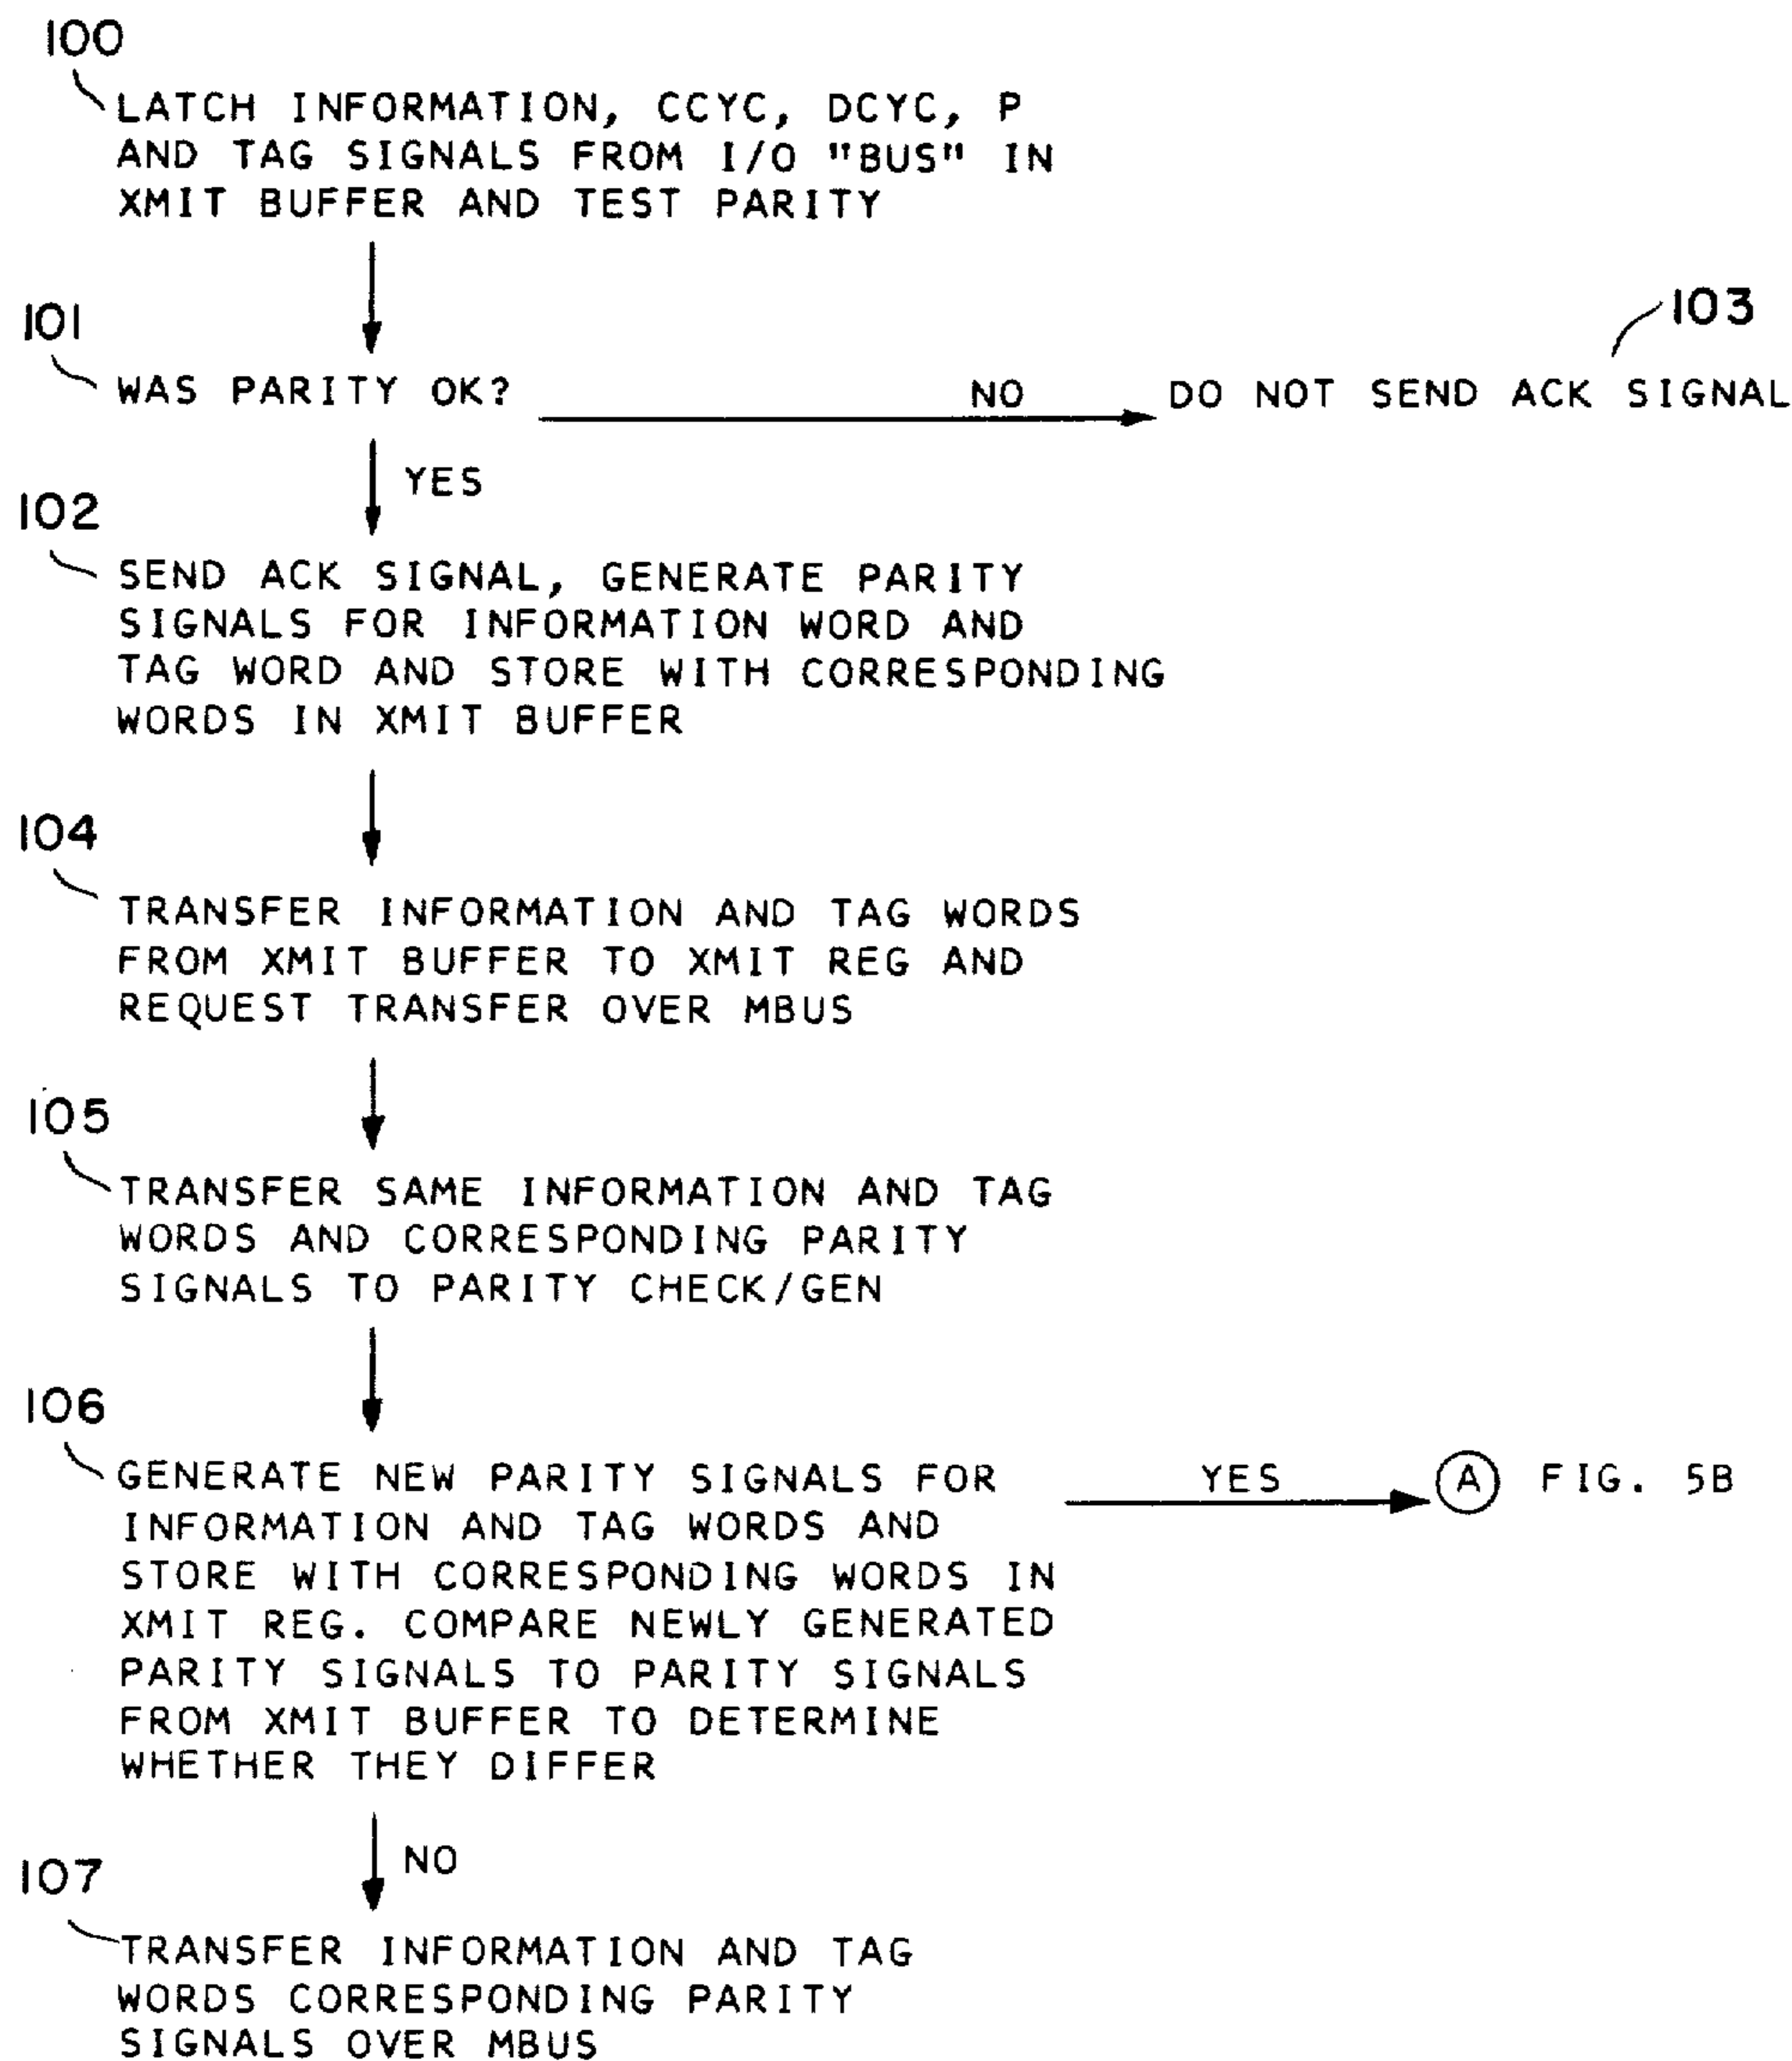 100
LATCH INFORMATION, CCYC, DCYC, P
AND TAG SIGNALS FROM I/O "BUS" IN
XMIT BUFFER AND TEST PARITY
101
WAS PARITY OK?
NO
103
DO NOT SEND ACK SIGNAL
YES
102
SEND ACK SIGNAL, GENERATE PARITY
SIGNALS FOR INFORMATION WORD AND
TAG WORD AND STORE WITH CORRESPONDING
WORDS IN XMIT BUFFER
104
TRANSFER INFORMATION AND TAG WORDS
FROM XMIT BUFFER TO XMIT REG AND
REQUEST TRANSFER OVER MBUS
105
TRANSFER SAME INFORMATION AND TAG
WORDS AND CORRESPONDING PARITY
SIGNALS TO PARITY CHECK/GEN
106
GENERATE NEW PARITY SIGNALS FOR
INFORMATION AND TAG WORDS AND
STORE WITH CORRESPONDING WORDS IN
XMIT REG. COMPARE NEWLY GENERATED
PARITY SIGNALS TO PARITY SIGNALS
FROM XMIT BUFFER TO DETERMINE
WHETHER THEY DIFFER
YES
A FIG. 5B
NO
107
TRANSFER INFORMATION AND TAG
WORDS CORRESPONDING PARITY
SIGNALS OVER MBUS